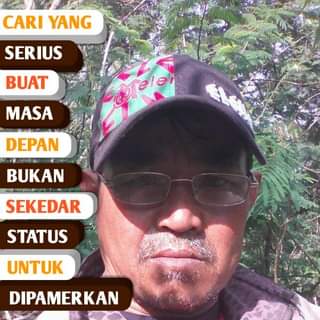 CARI YANG
SERIUS
BUAT
MASA
DEPAN
BUKAN
SEKEDAR
STATUS
UNTUK
DIPAMERKAN